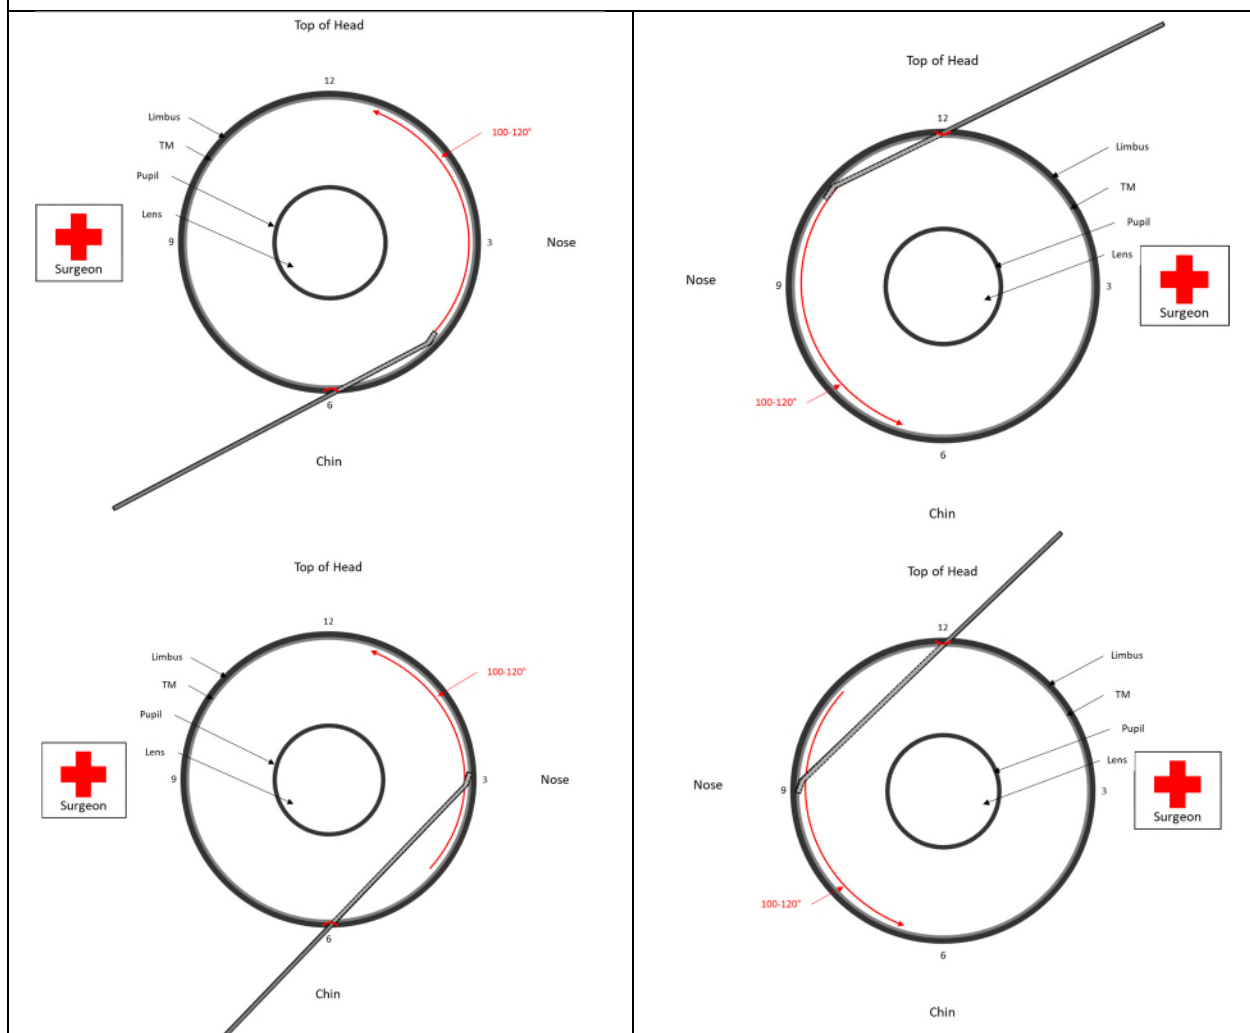 Top of Head
12
Limbus
TM
100-120°
Pupil
Lens
9
3
Nose
Surgeon
6
Chin
Top of Head
12
Limbus
TM
Pupil
Lens
Nose
9
3
Surgeon
100-120°
6
Chin
Top of Head
12
Limbus
TM
100-120°
Pupil
Lens
9
3
Nose
Surgeon
6
Chin
Top of Head
12
Limbus
TM
Pupil
Lens
Nose
9
3
Surgeon
100-120°
6
Chin